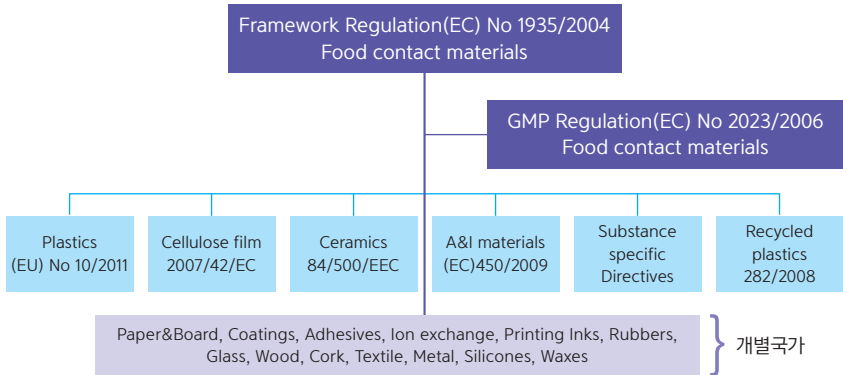 Framework Regulation(EC) No 1935/2004
Food contact materials
GMP Regulation(EC) No 2023/2006
Food contact materials
Plastics
(EU) No 10/2011
Cellulose film
2007/42/EC
Ceramics
84/500/EEC
A&I materials
(EC)450/2009
Substance
specific
Directives
Recycled
plastics
282/2008
Paper&Board, Coatings, Adhesives, Ion exchange, Printing Inks, Rubbers,
Glass, Wood, Cork, Textile, Metal, Silicones, Waxes
개별국가